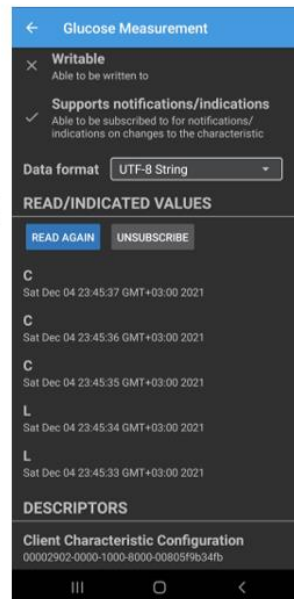 Glucose Measurement
Writable
Able to be written to
Supports notifications/indications
Able to be subscribed to for notifications/
indications on changes to the characteristic
Data format UTF-8 String
READ/INDICATED VALUES
READ AGAIN UNSUBSCRIBE
C
Sat Dec 04 23:45:37 GMT+03:00 2021
C
Sat Dec 04 23:45:36 GMT+03:00 2021
C
Sat Dec 04 23:45:35 GMT+03:00 2021
L
Sat Dec 04 23:45:34 GMT+03:00 2021
L
Sat Dec 04 23:45:33 GMT+03:00 2021
DESCRIPTORS
Client Characteristic Configuration
00002902-0000-1000-8000-00805f9b34fb